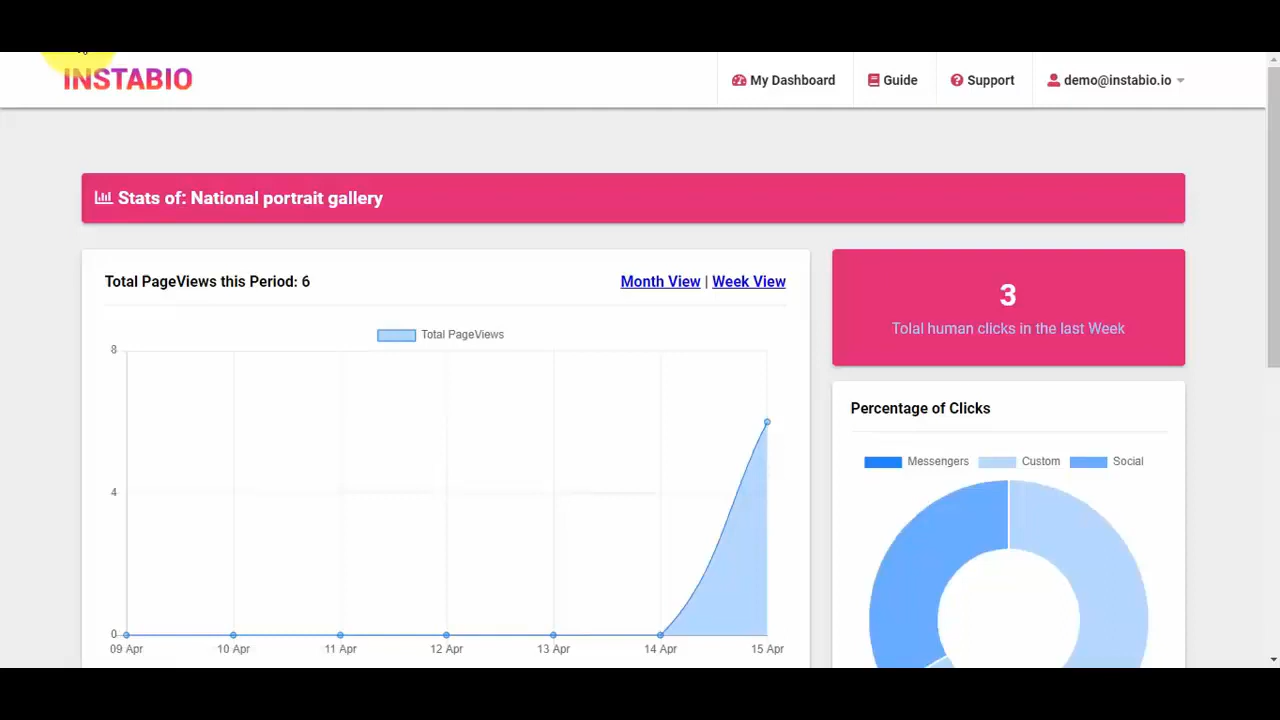 INSTABIO
My Dashboard
Guide
Support
demo@instabio.io
Stats of: National portrait gallery
Total PageViews this Period: 6
Month View | Week View
Total PageViews
8
4
0
09 Apr
10 Apr
11 Apr
12 Apr
13 Apr
14 Apr
15 Apr
3
Tolal human clicks in the last Week
Percentage of Clicks
Messengers
Custom
Social